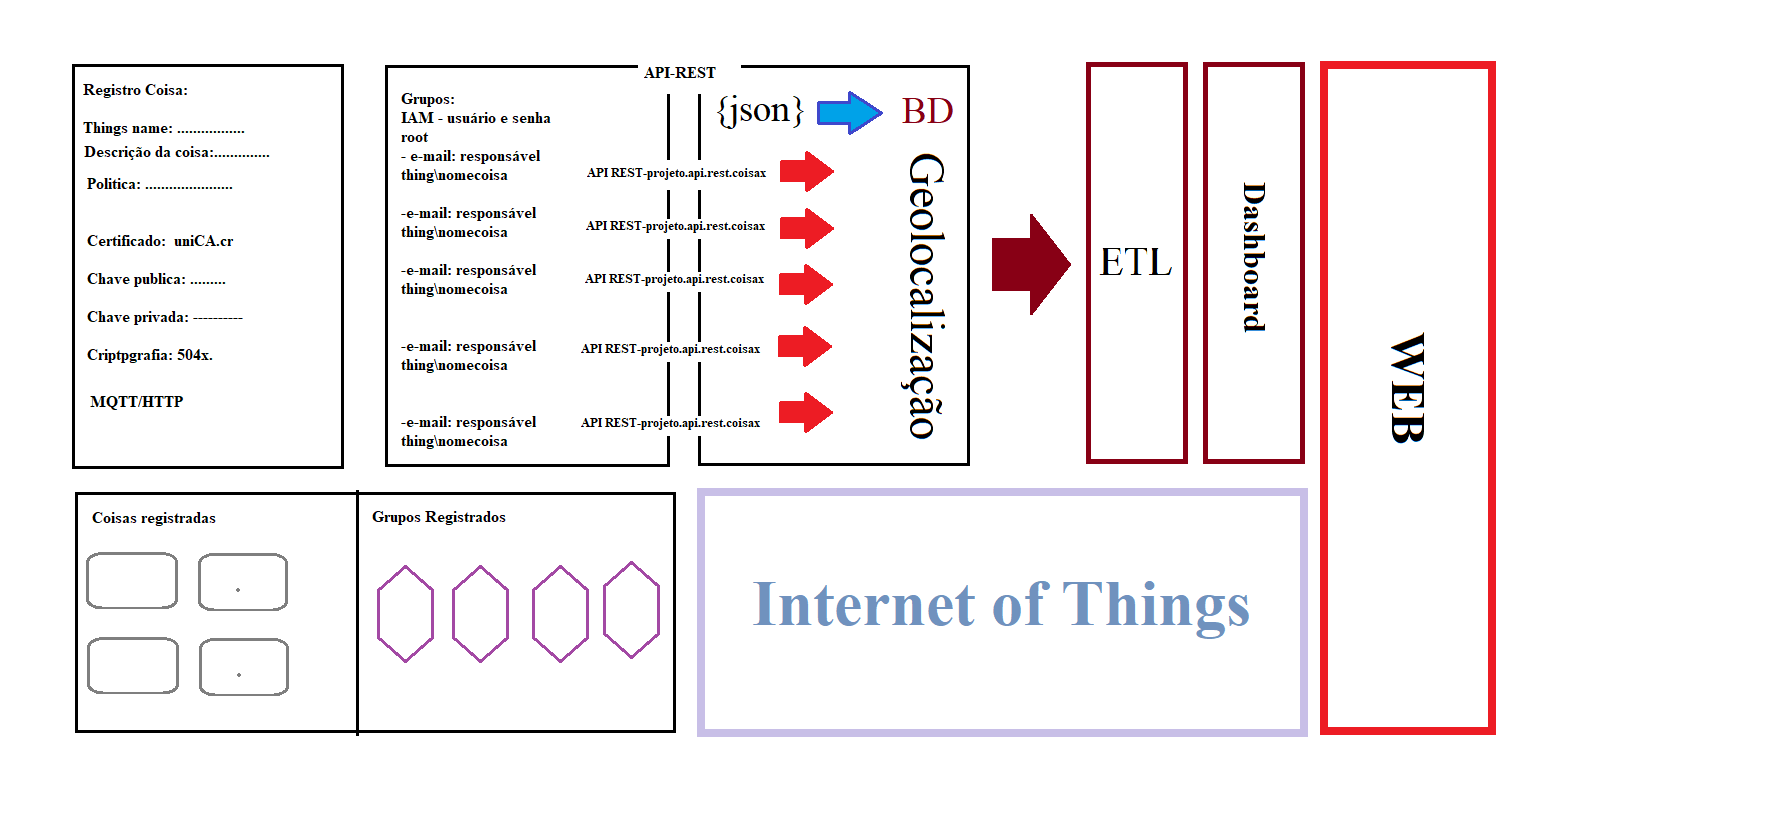 Registro Coisa:
Things name: .................
Descrição da coisa:..............
Politica: ......................
Certificado:  uniCA.cr
Chave publica: .........
Chave privada: ----------
Criptpgrafia: 504x.
MQTT/HTTP
API-REST
Grupos:
IAM - usuário e senha
root
- e-mail: responsável
thing\nomecoisa
-e-mail: responsável
thing\nomecoisa
-e-mail: responsável
thing\nomecoisa
-e-mail: responsável
thing\nomecoisa
-e-mail: responsável
thing\nomecoisa
API REST-projeto.api.rest.coisax
API REST-projeto.api.rest.coisax
API REST-projeto.api.rest.coisax
API REST-projeto.api.rest.coisax
API REST-projeto.api.rest.coisax
{json}
BD
Geolocalização
ETL
Dashboard
WEB
Coisas registradas
Grupos Registrados
Internet of Things